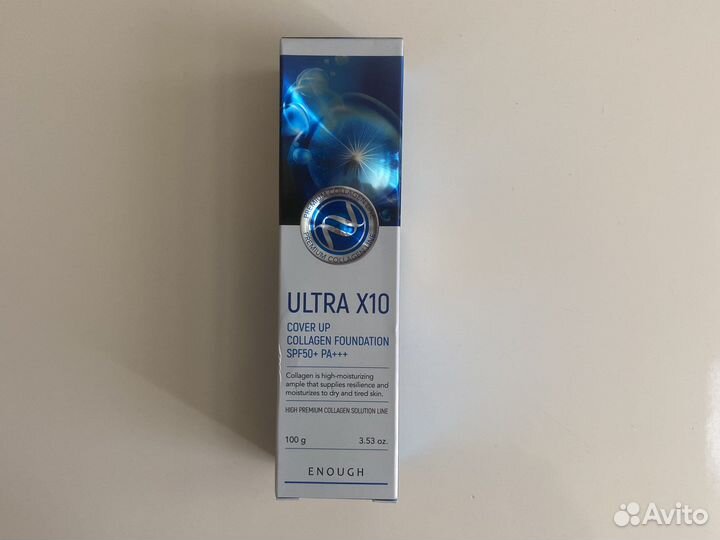 PREMIUM COLLAGEN LINE
PREMIUM COLLAGEN LINE
ULTRA X10
COVER UP
COLLAGEN FOUNDATION
SPF50+ PA+++
Collagen is high-moisturizing
ample that supplies resilience and
moisturizes to dry and tired skin.
HIGH PREMIUM COLLAGEN SOLUTION LINE
100 g 3.53 oz.
ENOUGH
Avito